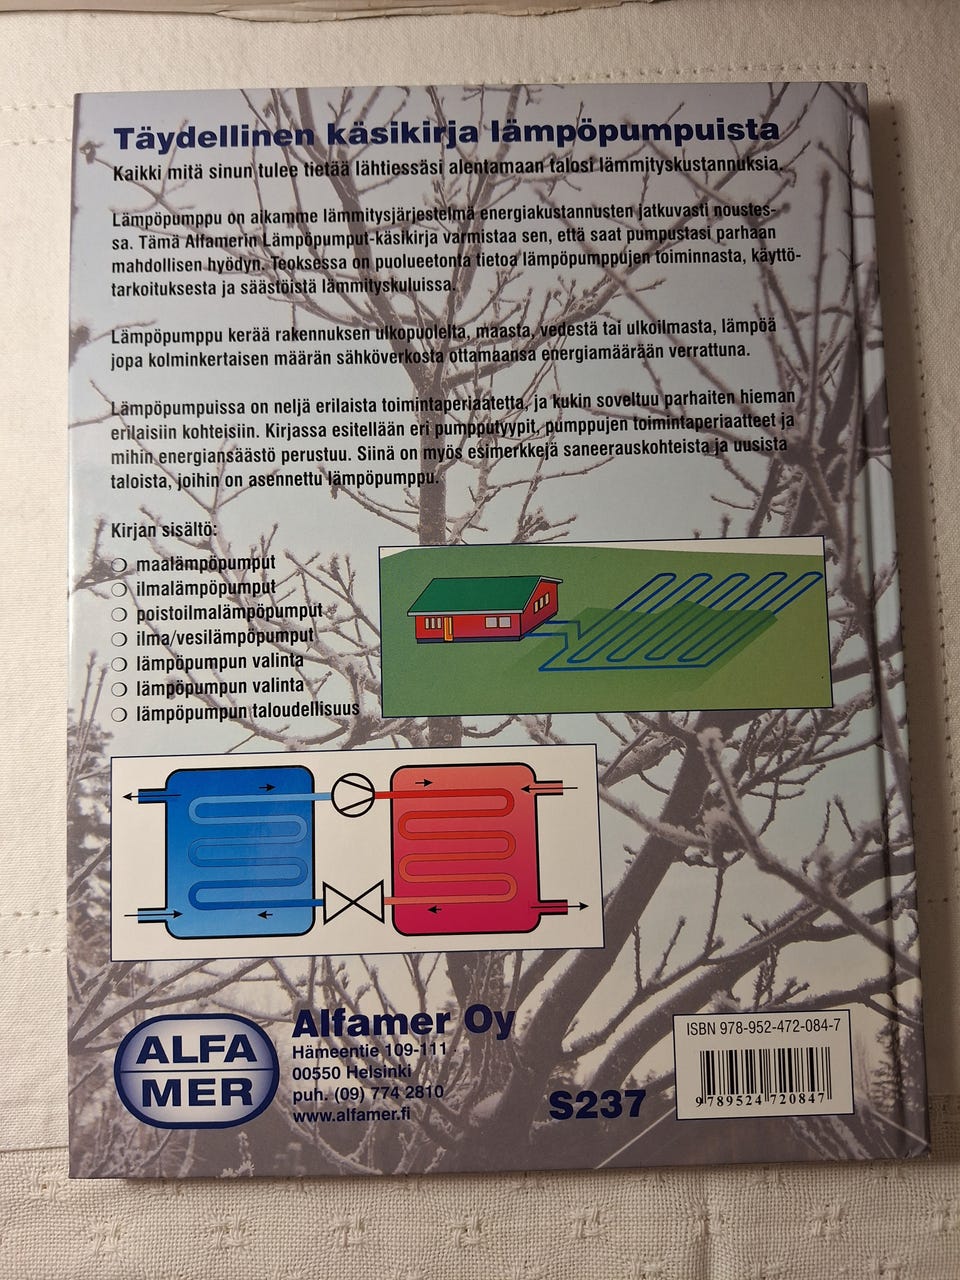 Täydellinen käsikirja lämpöpumpuista
Kaikki mitä sinun tulee tietää lähtiessäsi alentamaan talosi lämmityskustannuksia.
Lämpöpumppu on aikamme lämmitysjärjestelmä energiakustannusten jatkuvasti noustes-
sa. Tämä Alfamerin Lämpöpumput-käsikirja varmistaa sen, että saat pumpustasi parhaan
mahdollisen hyödyn. Teoksessa on puolueetonta tietoa lämpöpumppujen toiminnasta, käyttö-
tarkoituksesta ja säästöistä lämmityskuluissa.
Lämpöpumppu kerää rakennuksen ulkopuolelta, maasta, vedestä tai ulkoilmasta, lämpöä
jopa kolminkertaisen määrän sähköverkosta ottamaansa energiamäärään verrattuna.
Lämpöpumpuissa on neljä erilaista toimintaperiaatetta, ja kukin soveltuu parhaiten hieman
erilaisiin kohteisiin. Kirjassa esitellään eri pumpputyypit, pumppujen toimintaperiaatteet ja
mihin energiansäästö perustuu. Siinä on myös esimerkkejä saneerauskohteista ja uusista
taloista, joihin on asennettu lämpöpumppu.
Kirjan sisältö:
❍ maalämpöpumput
❍ ilmalämpöpumput
❍ poistoilmalämpöpumput
❍ ilma/vesilämpöpumput
❍ lämpöpumpun valinta
❍ lämpöpumpun valinta
❍ lämpöpumpun taloudellisuus
ALFA
MER
Alfamer Oy
Hämeentie 109-111
00550 Helsinki
puh. (09) 774 2810
www.alfamer.fi
S237
ISBN 978-952-472-084-7
9 789524 720847